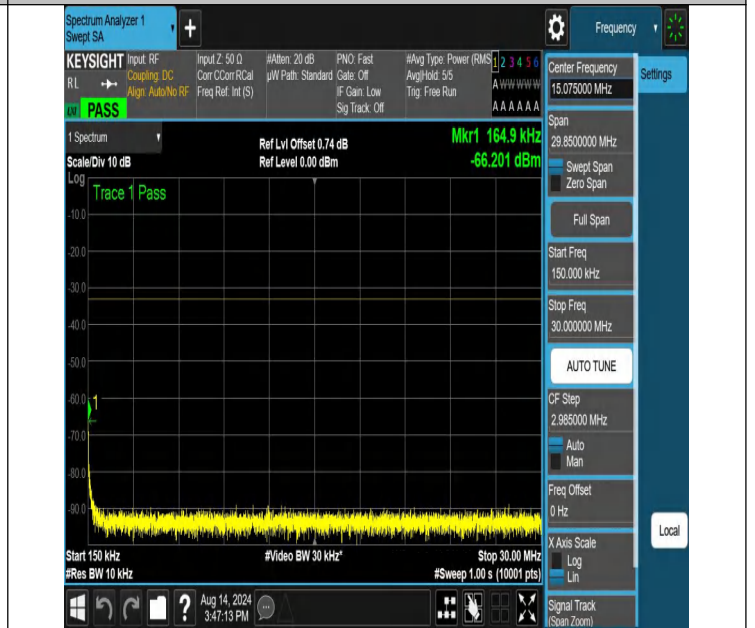 Spectrum Analyzer 1
Swept SA
+
Frequency
KEYSIGHT
RL
PASS
Input: RF
Coupling: DC
Align: Auto/No RF
Input Z: 50 Ω
Corr CCorr RCal
Freq Ref: Int (S)
#Atten: 20 dB
µW Path: Standard
PNO: Fast
Gate: Off
IF Gain: Low
Sig Track: Off
#Avg Type: Power (RMS
Avg|Hold: 5/5
Trig: Free Run
1 2 3 4 5 6
A W W W W W
A A A A A A
1 Spectrum
Scale/Div 10 dB
Ref Lvl Offset 0.74 dB
Ref Level 0.00 dBm
Mkr1 164.9 kHz
-66.201 dBm
Log
Trace 1 Pass
-10.0
-20.0
-30.0
-40.0
-50.0
-60.0
1
-70.0
-80.0
-90.0
Start 150 kHz
#Res BW 10 kHz
#Video BW 30 kHz*
Stop 30.00 MHz
#Sweep 1.00 s (10001 pts)
Center Frequency
15.075000 MHz
Settings
Span
29.8500000 MHz
Swept Span
Zero Span
Full Span
Start Freq
150.000 kHz
Stop Freq
30.000000 MHz
AUTO TUNE
CF Step
2.985000 MHz
Auto
Man
Freq Offset
0 Hz
X Axis Scale
Log
Lin
Local
Signal Track
(Span Zoom)
?
Aug 14, 2024
3:47:13 PM